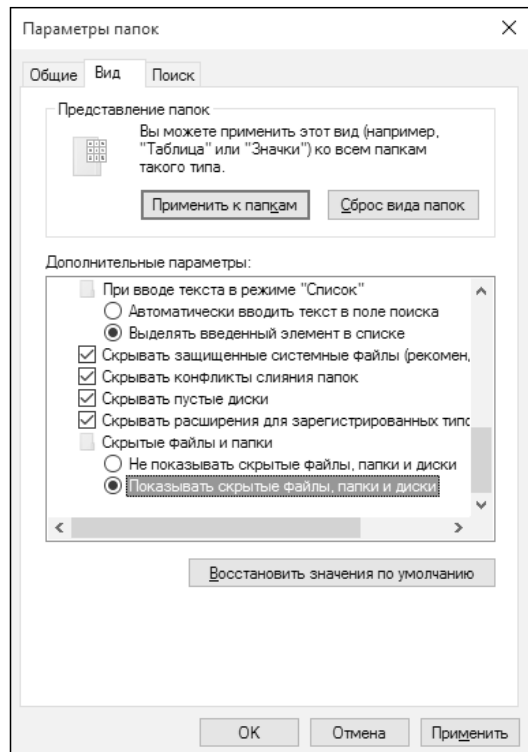 Параметры папок
Общие Вид Поиск
Представление папок
Вы можете применить этот вид (например,
"Таблица" или "Значки") ко всем папкам
такого типа.
Применить к папкам Сброс вида папок
Дополнительные параметры:
При вводе текста в режиме "Список"
Автоматически вводить текст в поле поиска
Выделять введенный элемент в списке
Скрывать защищенные системные файлы (рекомен,
Скрывать конфликты слияния папок
Скрывать пустые диски
Скрывать расширения для зарегистрированных типо
Скрытые файлы и папки
Не показывать скрытые файлы, папки и диски
Показывать скрытые файлы, папки и диски
Восстановить значения по умолчанию
OK Отмена Применить